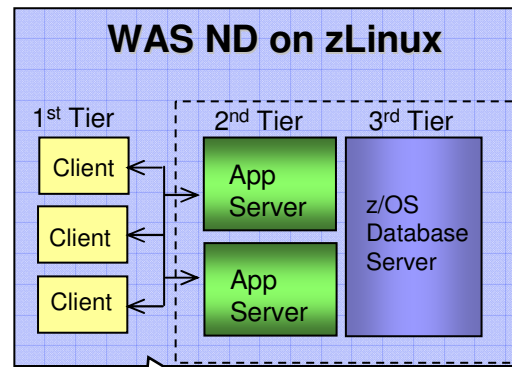 WAS ND on zLinux
1st Tier
2nd Tier
3rd Tier
Client
Client
Client
App
Server
App
Server
z/OS
Database
Server